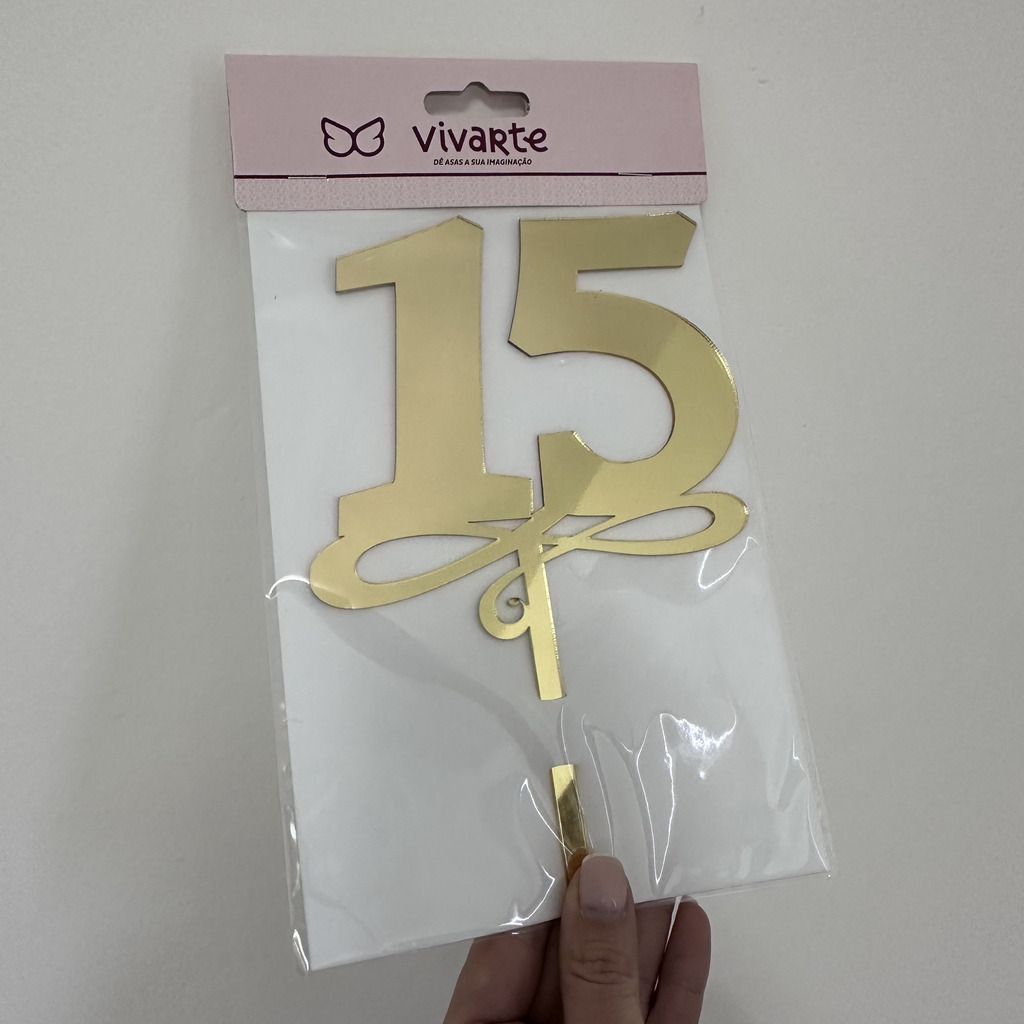 vivarte
DÊ ASAS A SUA IMAGINAÇÃO
15